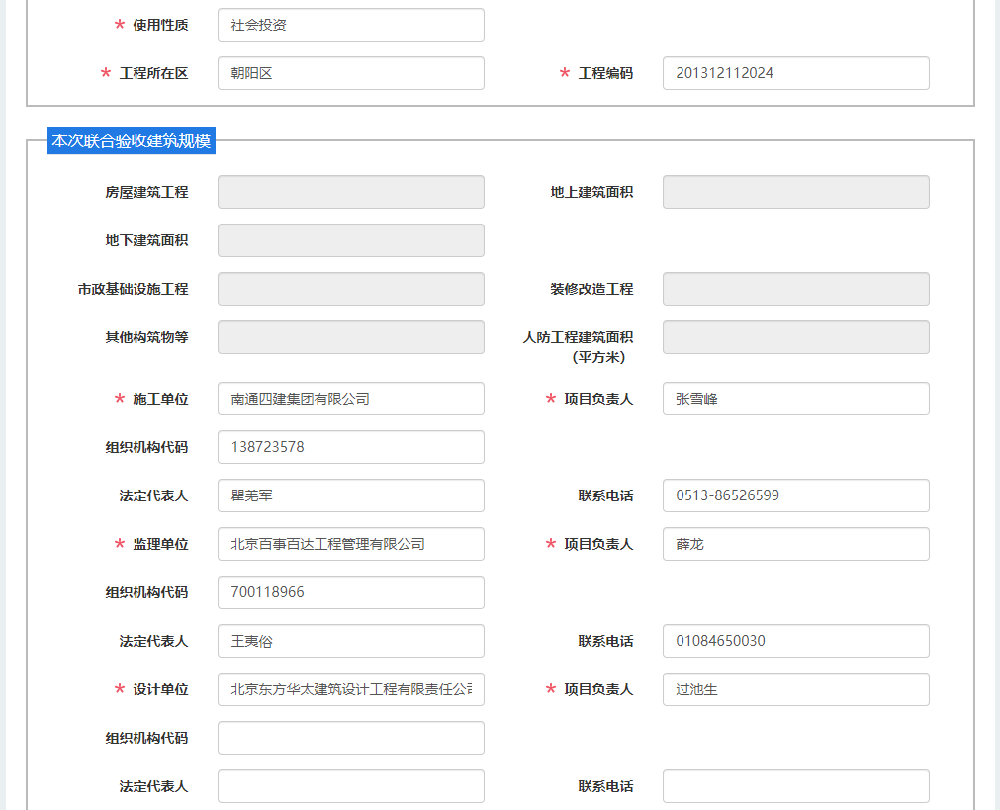 * 使用性质 社会投资
* 工程所在区 朝阳区 * 工程编码 201312112024
本次联合验收建筑规模
房屋建筑工程 地上建筑面积
地下建筑面积
市政基础设施工程 装修改造工程
其他构筑物等 人防工程建筑面积
(平方米)
* 施工单位 南通四建集团有限公司 * 项目负责人 张雪峰
组织机构代码 138723578
法定代表人 瞿羌军 联系电话 0513-86526599
* 监理单位 北京百事百达工程管理有限公司 * 项目负责人 薛龙
组织机构代码 700118966
法定代表人 王夷俗 联系电话 01084650030
* 设计单位 北京东方华太建筑设计工程有限责任公司 * 项目负责人 过池生
组织机构代码
法定代表人 联系电话